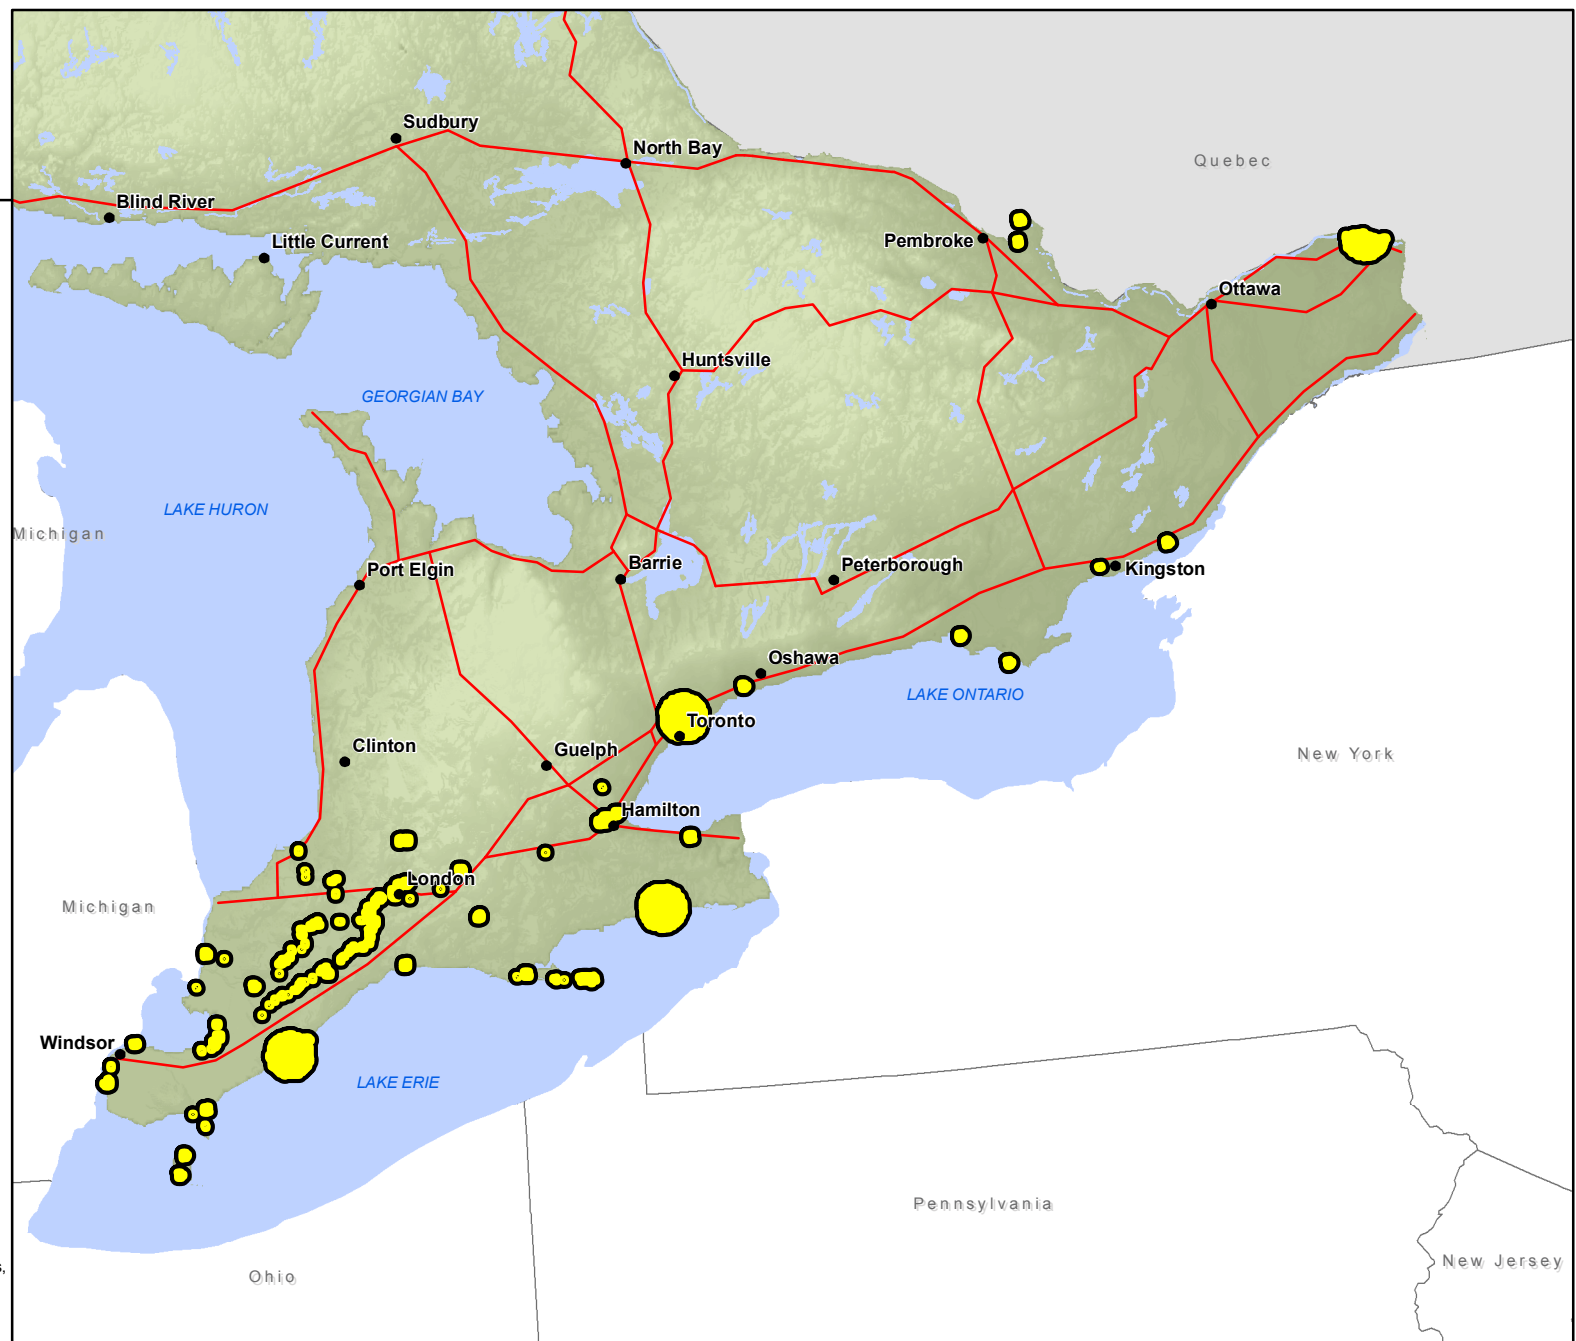 Sudbury
North Bay
Quebec
Blind River
Little Current
Pembroke
Ottawa
Huntsville
GEORGIAN BAY
LAKE HURON
Michigan
Barrie
Peterborough
Port Elgin
Kingston
Oshawa
LAKE ONTARIO
Toronto
Clinton
Guelph
New York
Hamilton
London
Michigan
Windsor
LAKE ERIE
Pennsylvania
New Jersey
Ohio